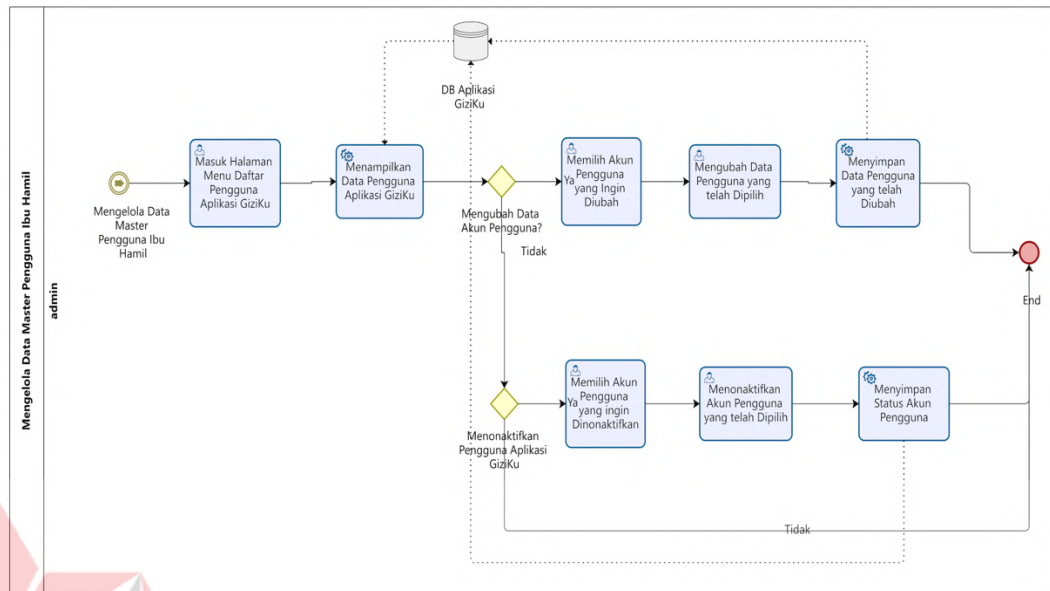 Mengelola Data Master Pengguna Ibu Hamil
admin
DB Aplikasi
GiziKu
Mengelola Data
Master
Pengguna Ibu
Hamil
Masuk Halaman
Menu Daftar
Pengguna
Aplikasi GiziKu
Menampilkan
Data Pengguna
Aplikasi GiziKu
Mengubah Data
Akun Pengguna?
Ya
Memilih Akun
Pengguna
yang Ingin
Diubah
Mengubah Data
Pengguna yang
telah Dipilih
Menyimpan
Data Pengguna
yang telah
Diubah
Tidak
End
Menonaktifkan
Pengguna Aplikasi
GiziKu
Ya
Memilih Akun
Pengguna
yang ingin
Dinonaktifkan
Menonaktifkan
Akun Pengguna
yang telah Dipilih
Menyimpan
Status Akun
Pengguna
Tidak